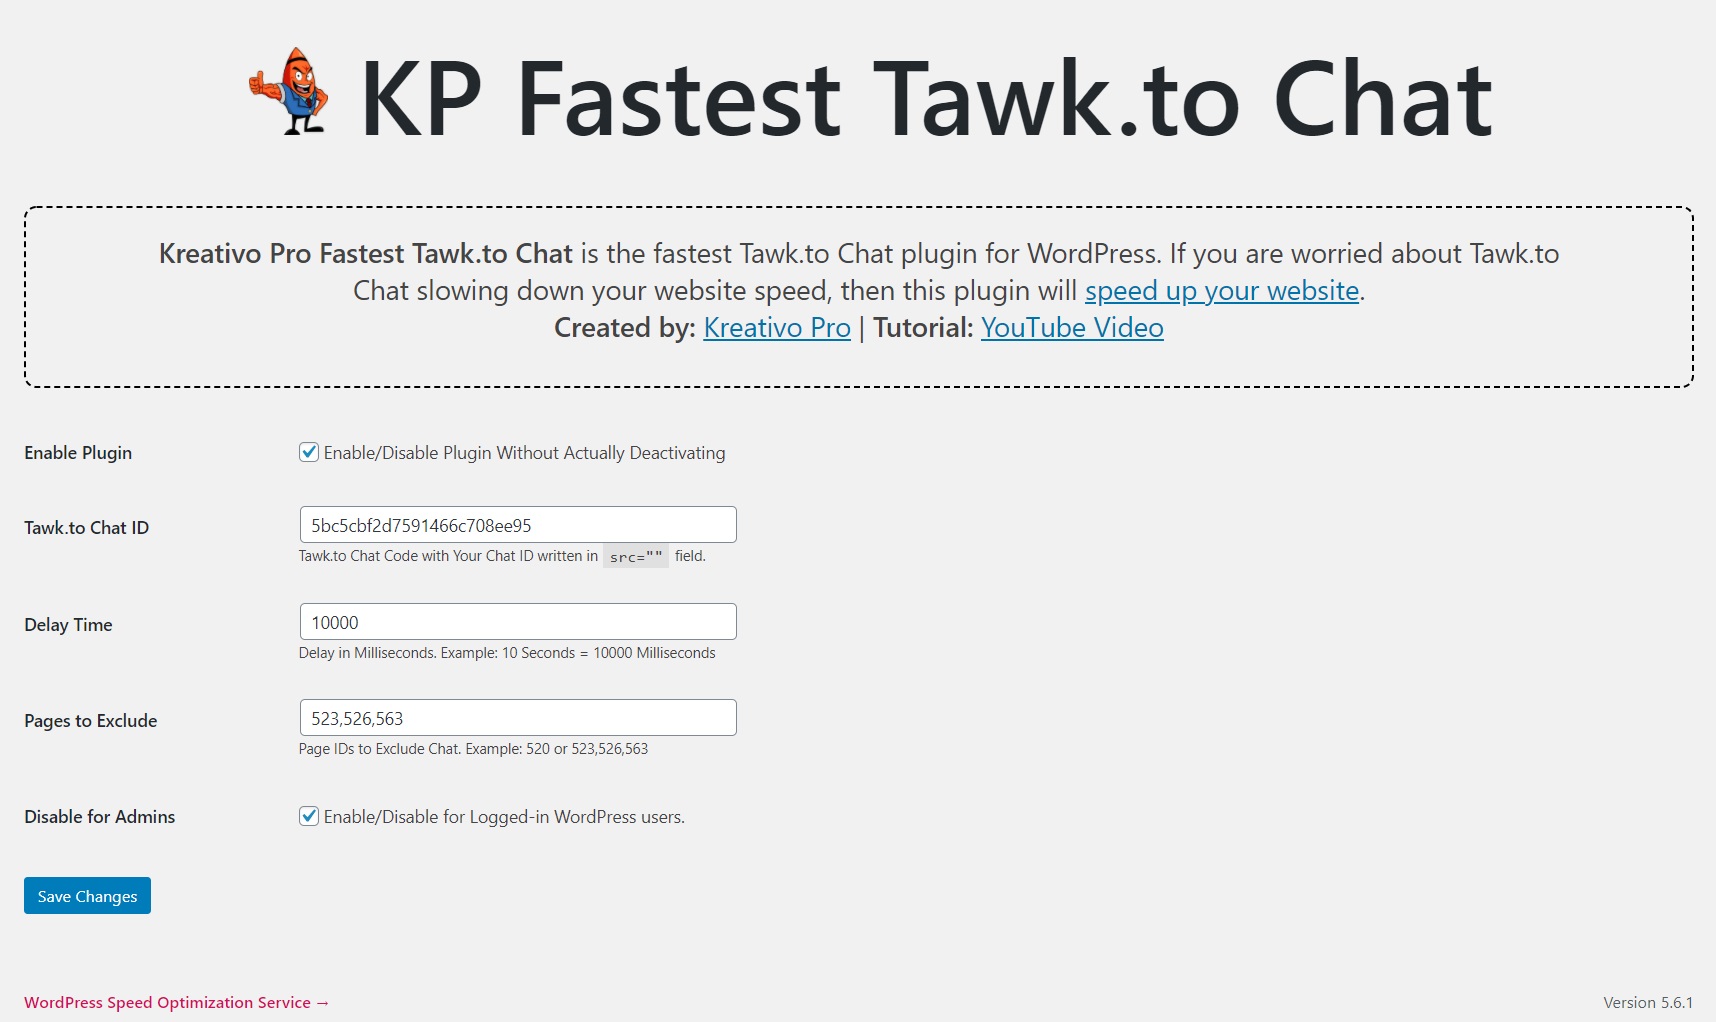 KP Fastest Tawk.to Chat
Kreativo Pro Fastest Tawk.to Chat is the fastest Tawk.to Chat plugin for WordPress. If you are worried about Tawk.to
Chat slowing down your website speed, then this plugin will speed up your website.
Created by: Kreativo Pro | Tutorial: YouTube Video
Enable Plugin
Enable/Disable Plugin Without Actually Deactivating
Tawk.to Chat ID
5bc5cbf2d7591466c708ee95
Tawk.to Chat Code with Your Chat ID written in src="" field.
Delay Time
10000
Delay in Milliseconds. Example: 10 Seconds = 10000 Milliseconds
Pages to Exclude
523,526,563
Page IDs to Exclude Chat. Example: 520 or 523,526,563
Disable for Admins
Enable/Disable for Logged-in WordPress users.
Save Changes
WordPress Speed Optimization Service →
Version 5.6.1